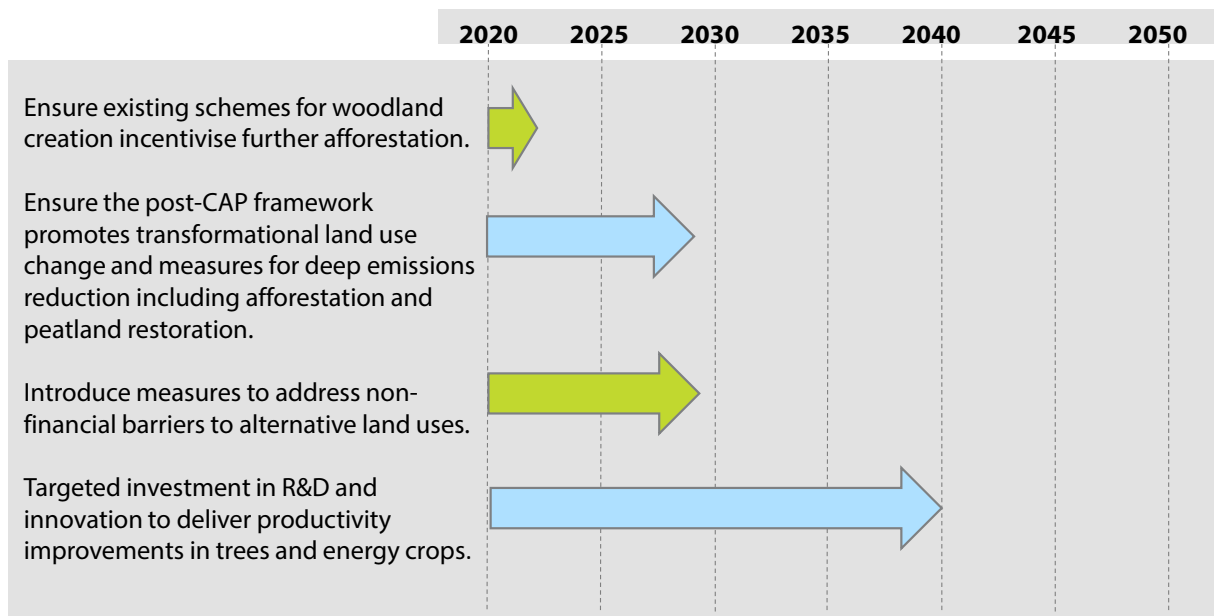 2020 2025 2030 2035 2040 2045 2050
Ensure existing schemes for woodland
creation incentivise further afforestation.
Ensure the post-CAP framework
promotes transformational land use
change and measures for deep emissions
reduction including afforestation and
peatland restoration.
Introduce measures to address non-
financial barriers to alternative land uses.
Targeted investment in R&D and
innovation to deliver productivity
improvements in trees and energy crops.